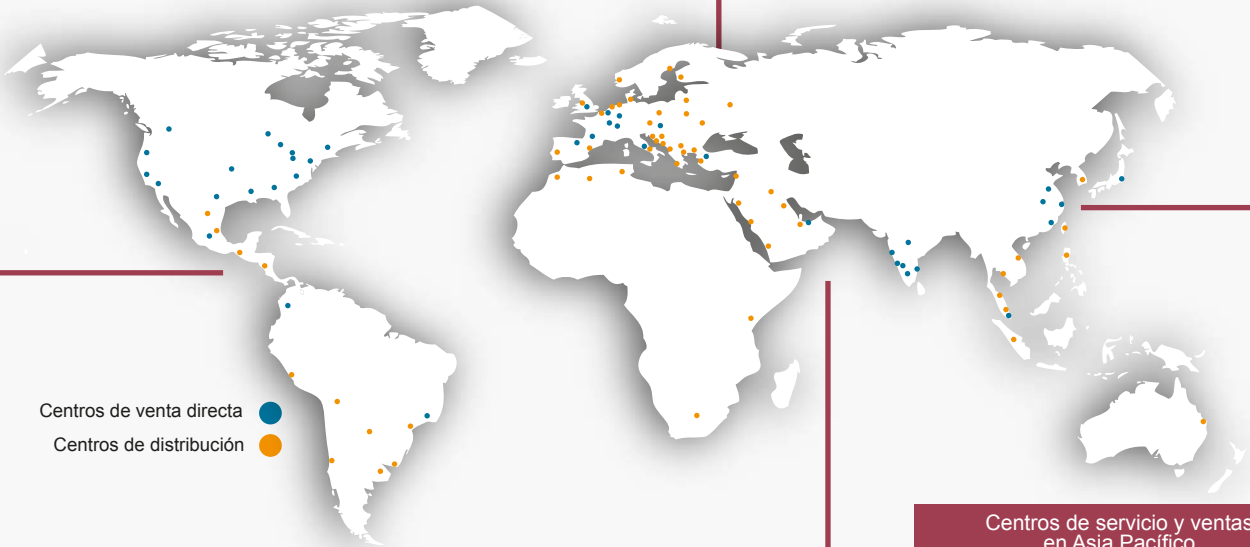 Centros de venta directa
Centros de distribución
Centros de servicio y ventas
en Asia Pacífico